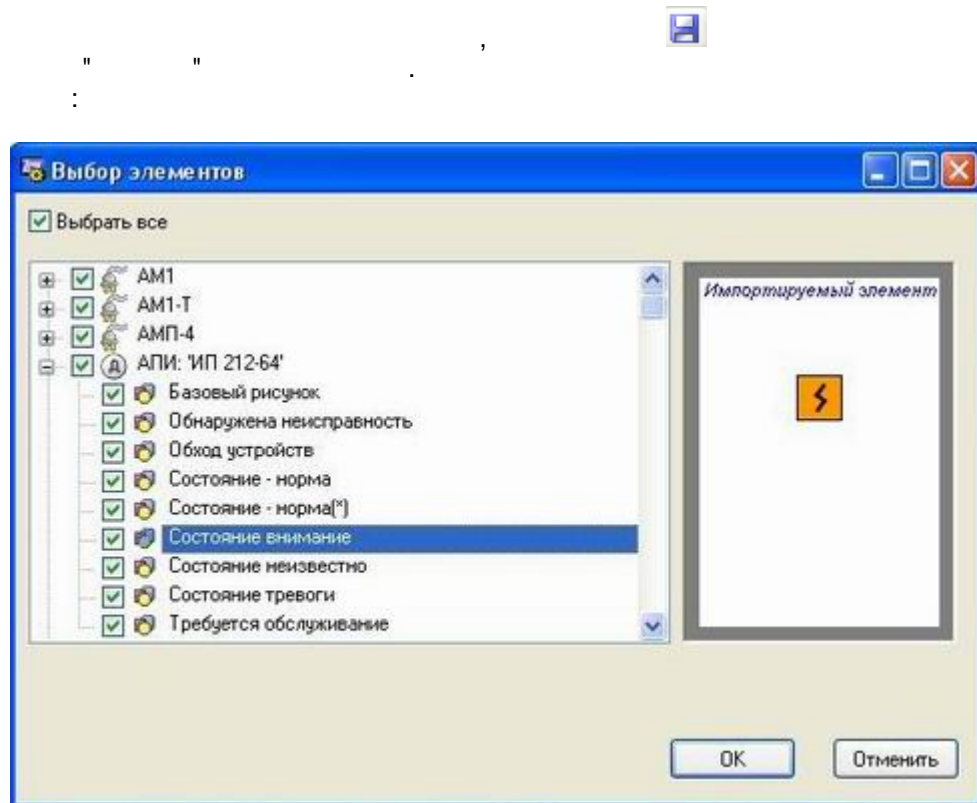 ,
" "
.
:
Выбор элементов
Выбрать все
АМ1
АМ1-Т
АМП-4
АПИ: 'ИП 212-64'
Базовый рисунок
Обнаружена неисправность
Обход устройств
Состояние - норма
Состояние - норма(*)
Состояние внимание
Состояние неизвестно
Состояние тревоги
Требуется обслуживание
Импортируемый элемент
ОК
Отменить